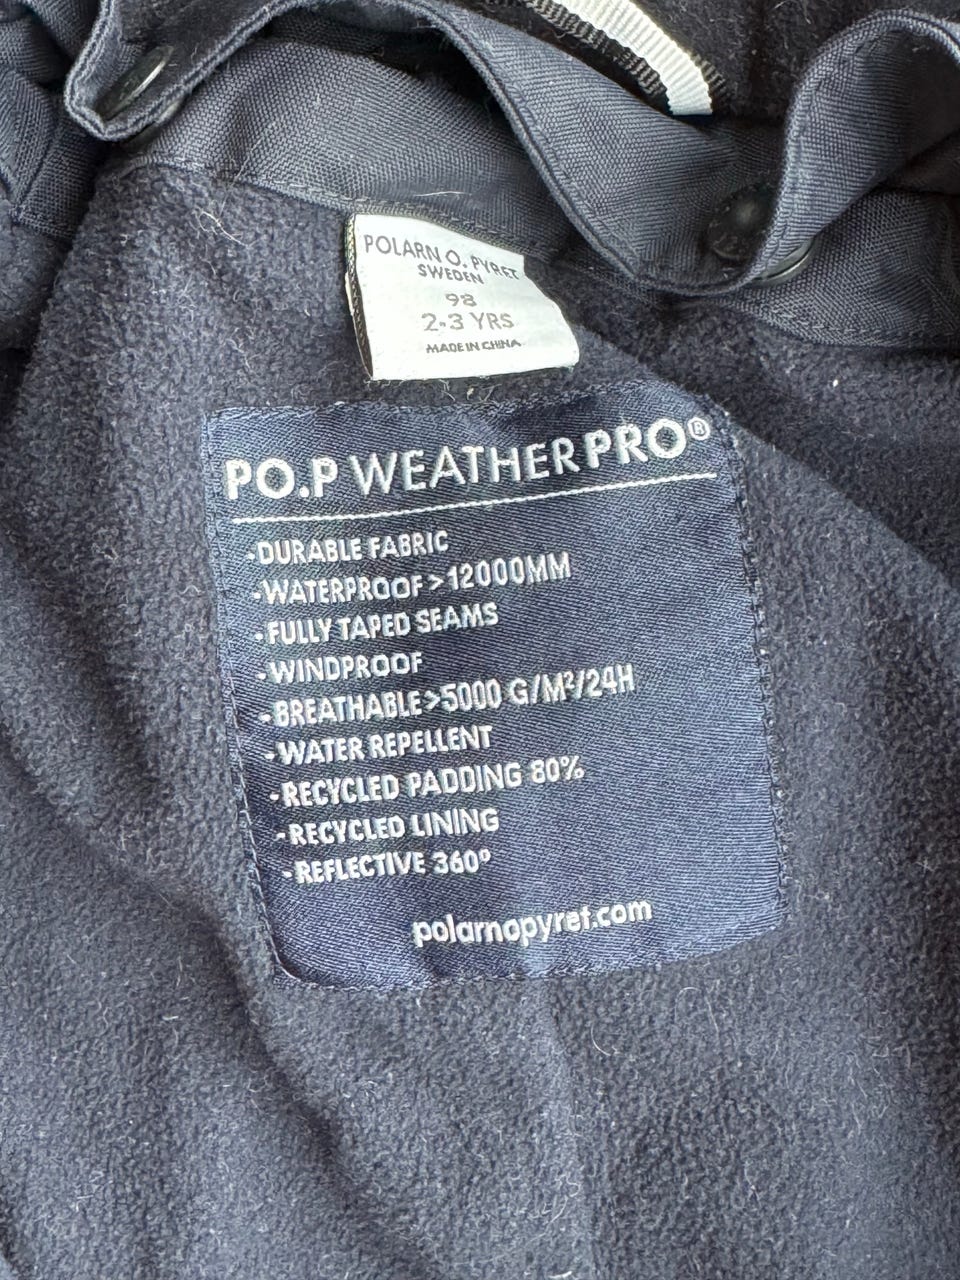 POLARN O. PYRET
SWEDEN
98
2-3 YRS
MADE IN CHINA
PO.P WEATHERPRO®
-DURABLE FABRIC
-WATERPROOF>12000MM
-FULLY TAPED SEAMS
-WINDPROOF
-BREATHABLE>5000 G/M²/24H
-WATER REPELLENT
-RECYCLED PADDING 80%
-RECYCLED LINING
-REFLECTIVE 360°
polarnopyret.com